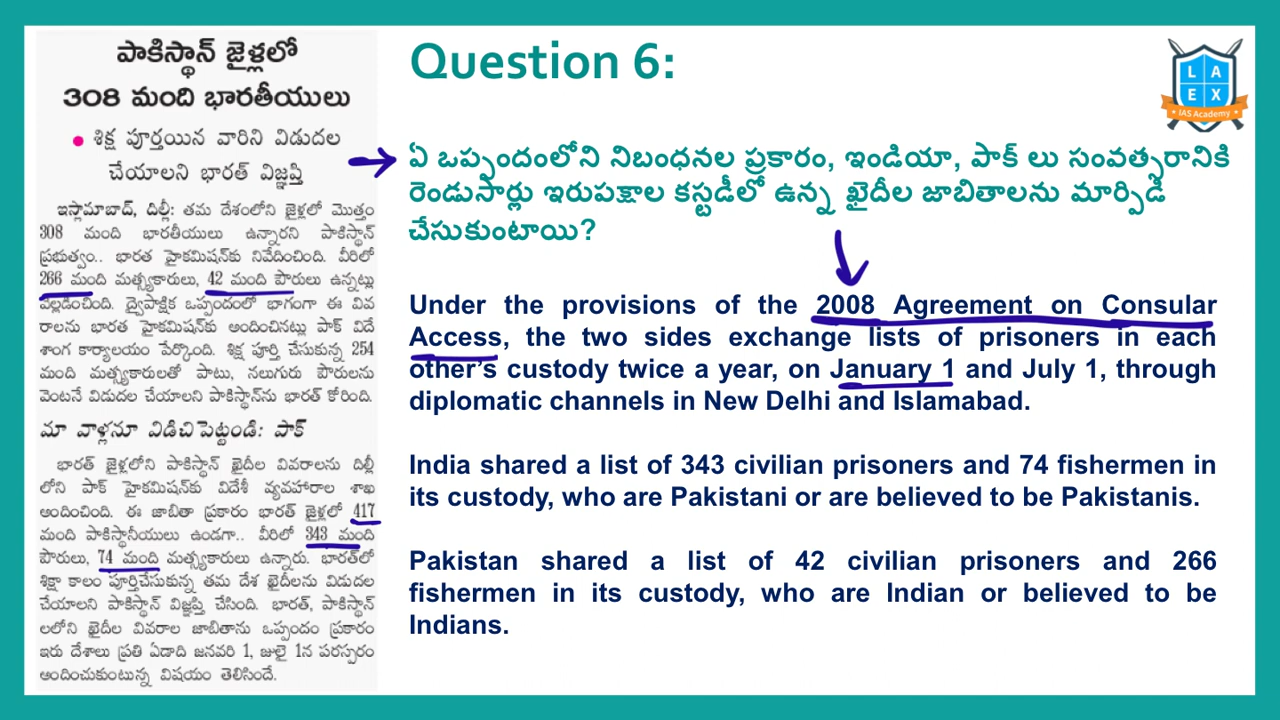 పాకిస్థాన్ జైళ్లలో
308 మంది భారతీయులు
• శిక్ష పూర్తయిన వారిని విడుదల
చేయాలని భారత్ విజ్ఞప్తి
ఇస్లామాబాద్, దిల్లీ: తమ దేశంలోని జైళ్లలో మొత్తం
308 మంది భారతీయులు ఉన్నారని పాకిస్థాన్
ప్రభుత్వం.. భారత హైకమిషన్‌కు నివేదించింది. వీరిలో
266 మంది మత్స్యకారులు, 42 మంది పౌరులు ఉన్నట్లు
వెల్లడించింది. ద్వైపాక్షిక ఒప్పందంలో భాగంగా ఈ వివ
రాలను భారత హైకమిషన్‌కు అందించినట్లు పాక్ విదే
శాంగ కార్యాలయం పేర్కొంది. శిక్ష పూర్తి చేసుకున్న 254
మంది మత్స్యకారులతో పాటు, నలుగురు పౌరులను
వెంటనే విడుదల చేయాలని పాకిస్థాన్‌ను భారత్ కోరింది.
మా వాళ్లనూ విడిచిపెట్టండి: పాక్
భారత్ జైళ్లలోని పాకిస్థాన్ ఖైదీల వివరాలను దిల్లీ
లోని పాక్ హైకమిషన్‌కు విదేశీ వ్యవహారాల శాఖ
అందించింది. ఈ జాబితా ప్రకారం భారత్ జైళ్లలో 417
మంది పాకిస్థానీయులు ఉండగా.. వీరిలో 343 మంది
పౌరులు, 74 మంది మత్స్యకారులు ఉన్నారు. భారత్‌లో
శిక్షా కాలం పూర్తిచేసుకున్న తమ దేశ ఖైదీలను విడుదల
చేయాలని పాకిస్థాన్ విజ్ఞప్తి చేసింది. భారత్, పాకిస్థాన్
లలోని ఖైదీల వివరాల జాబితాను ఒప్పందం ప్రకారం
ఇరు దేశాలు ప్రతి ఏడాది జనవరి 1, జులై 1న పరస్పరం
అందించుకుంటున్న విషయం తెలిసిందే.
Question 6:
L A
E X
IAS Academy
ఏ ఒప్పందంలోని నిబంధనల ప్రకారం, ఇండియా, పాక్ లు సంవత్సరానికి
రెండుసార్లు ఇరుపక్షాల కస్టడీలో ఉన్న ఖైదీల జాబితాలను మార్పిడి
చేసుకుంటాయి?
Under the provisions of the 2008 Agreement on Consular
Access, the two sides exchange lists of prisoners in each
other's custody twice a year, on January 1 and July 1, through
diplomatic channels in New Delhi and Islamabad.
India shared a list of 343 civilian prisoners and 74 fishermen in
its custody, who are Pakistani or are believed to be Pakistanis.
Pakistan shared a list of 42 civilian prisoners and 266
fishermen in its custody, who are Indian or believed to be
Indians.